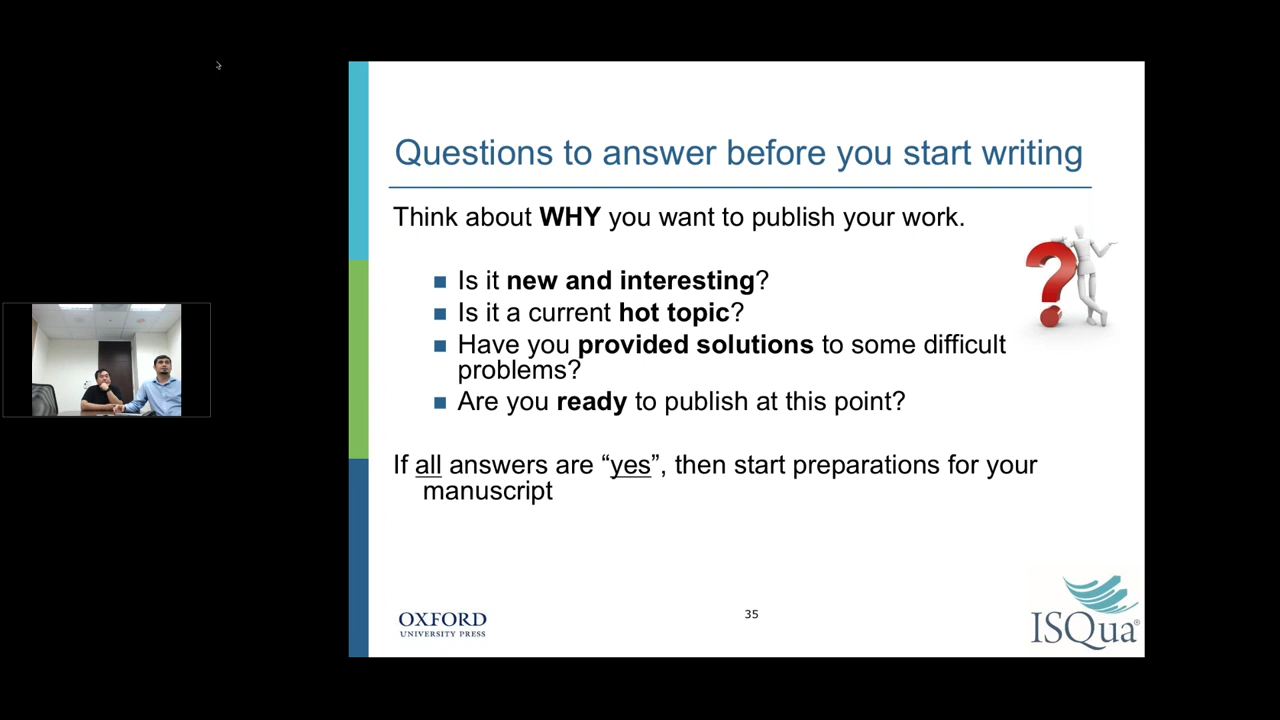 Questions to answer before you start writing
Think about WHY you want to publish your work.
Is it new and interesting?
Is it a current hot topic?
Have you provided solutions to some difficult
problems?
Are you ready to publish at this point?
If all answers are “yes”, then start preparations for your
manuscript
OXFORD
UNIVERSITY PRESS
35
ISQua®